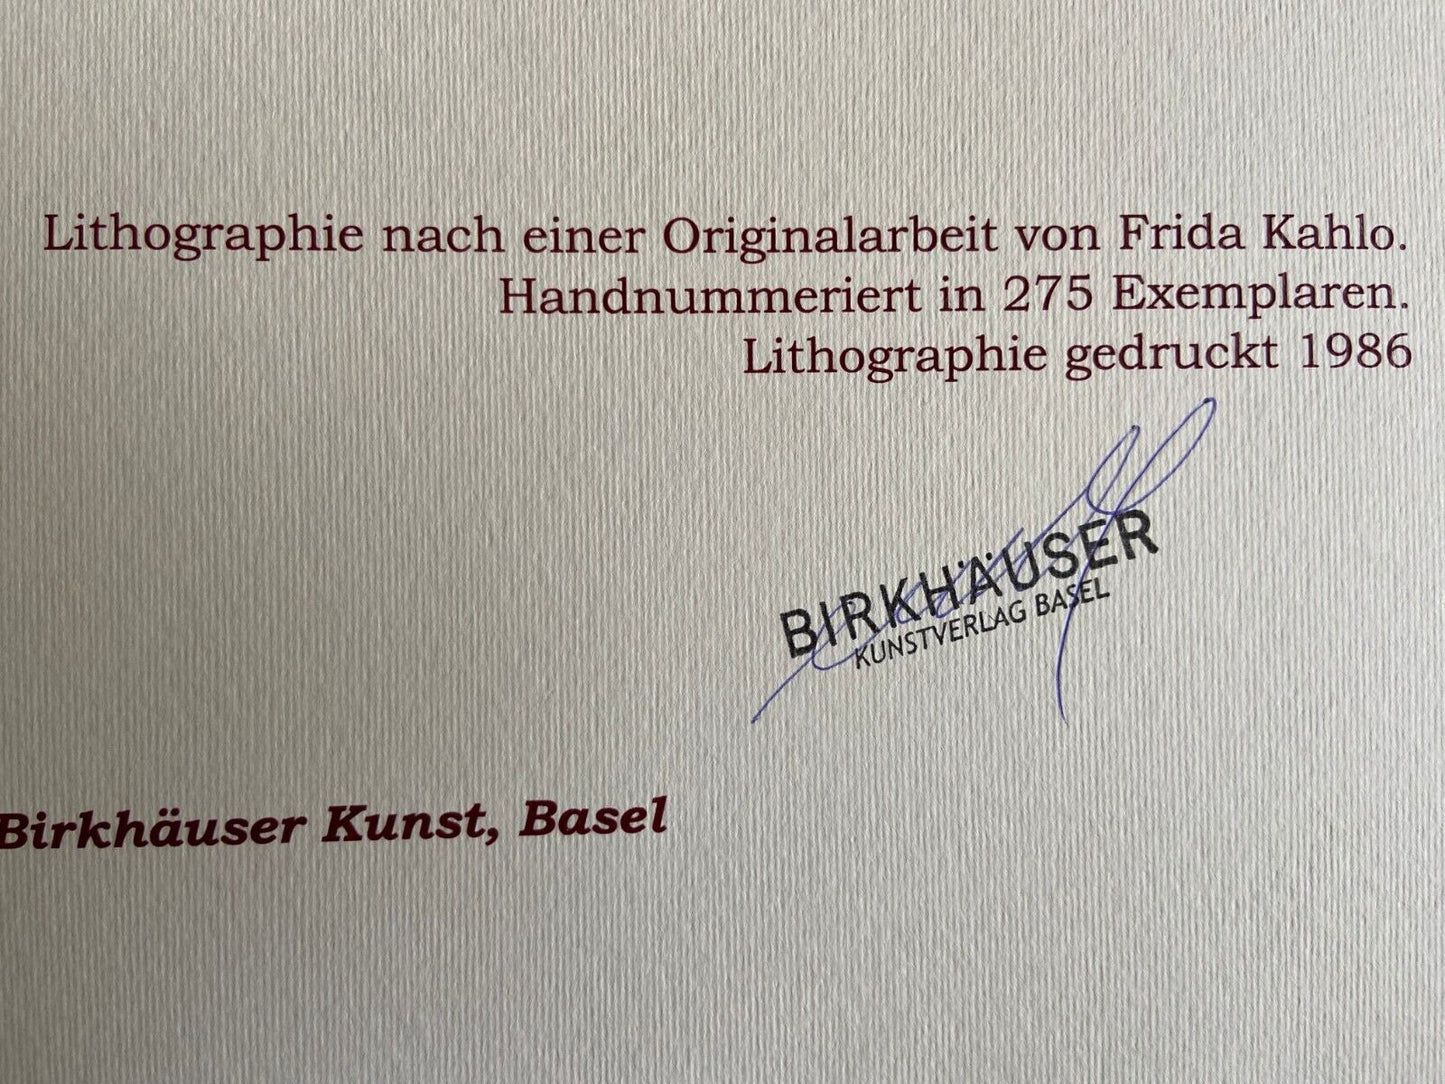 Lithographie nach einer Originalarbeit von Frida Kahlo.
Handnummeriert in 275 Exemplaren.
Lithographie gedruckt 1986
BIRKHÄUSER
KUNSTVERLAG BASEL
Birkhäuser Kunst, Basel